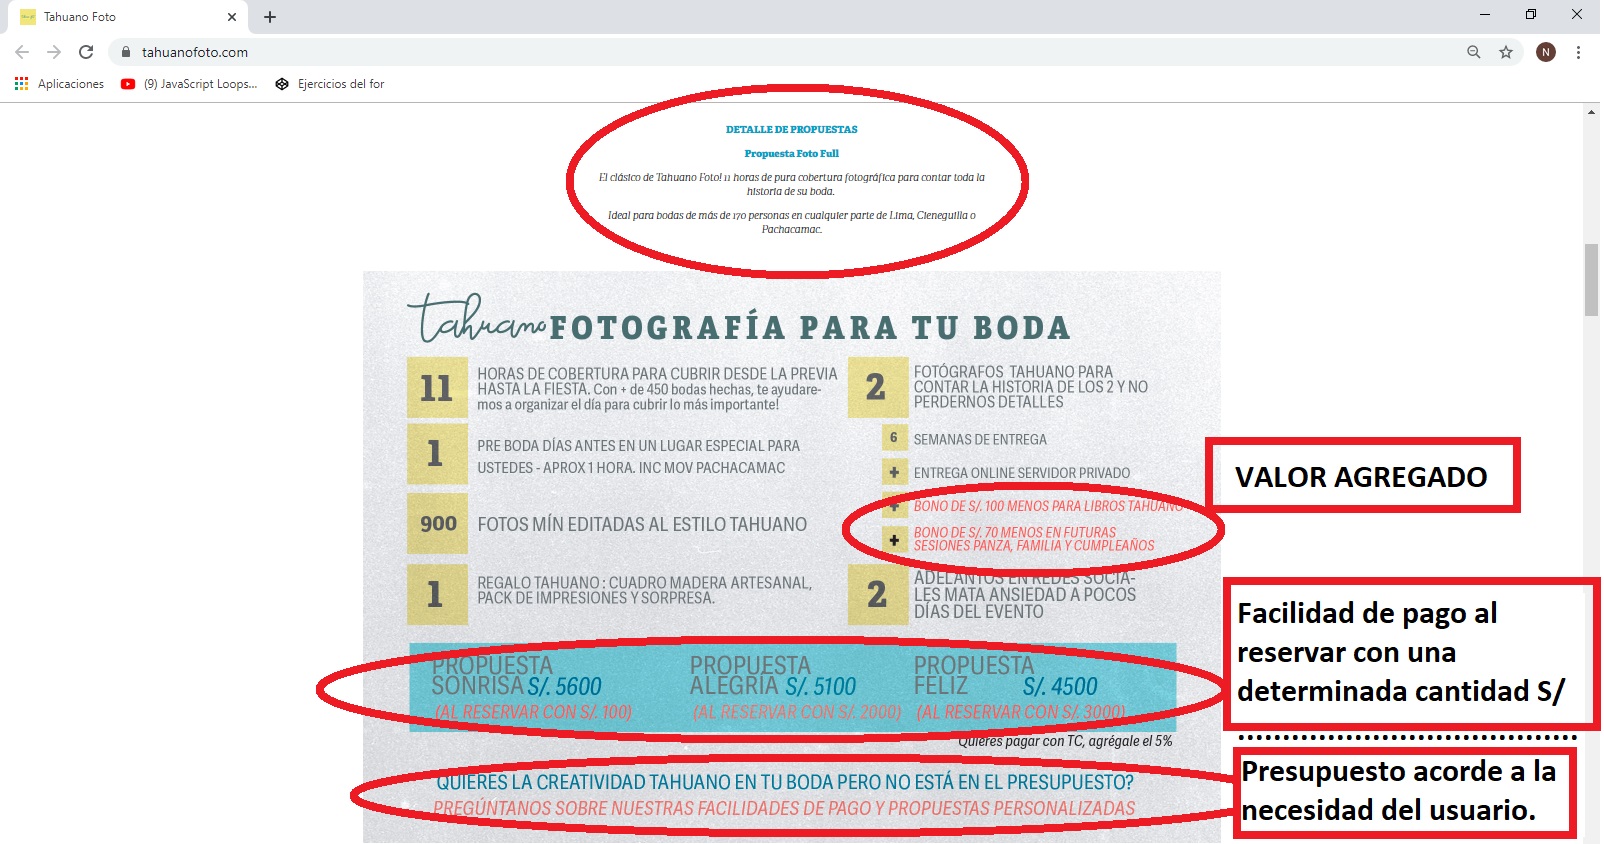 Tahuano Foto
tahuanofoto.com
N
Aplicaciones
(9) JavaScript Loops...
Ejercicios del for
DETALLE DE PROPUESTAS
Propuesta Foto Full
El clásico de Tahuano Foto! 11 horas de pura cobertura fotográfica para contar toda la
historia de su boda.
Ideal para bodas de más de 170 personas en cualquier parte de Lima, Cieneguilla o
Pachacamac.
tahuano FOTOGRAFÍA PARA TU BODA
11
HORAS DE COBERTURA PARA CUBRIR DESDE LA PREVIA
HASTA LA FIESTA. Con + de 450 bodas hechas, te ayudare-
mos a organizar el día para cubrir lo más importante!
1
PRE BODA DÍAS ANTES EN UN LUGAR ESPECIAL PARA
USTEDES - APROX 1 HORA. INC MOV PACHACAMAC
900
FOTOS MÍN EDITADAS AL ESTILO TAHUANO
1
REGALO TAHUANO : CUADRO MADERA ARTESANAL,
PACK DE IMPRESIONES Y SORPRESA.
2
FOTÓGRAFOS TAHUANO PARA
CONTAR LA HISTORIA DE LOS 2 Y NO
PERDERNOS DETALLES
6
SEMANAS DE ENTREGA
+
ENTREGA ONLINE SERVIDOR PRIVADO
+
BONO DE S/. 100 MENOS PARA LIBROS TAHUANO
+
BONO DE S/. 70 MENOS EN FUTURAS
SESIONES PANZA, FAMILIA Y CUMPLEAÑOS
2
ADELANTOS EN REDES SOCIA-
LES MATA ANSIEDAD A POCOS
DÍAS DEL EVENTO
VALOR AGREGADO
PROPUESTA
SONRISA S/. 5600
(AL RESERVAR CON S/. 100)
PROPUESTA
ALEGRÍA S/. 5100
(AL RESERVAR CON S/. 2000)
PROPUESTA
FELIZ S/. 4500
(AL RESERVAR CON S/. 3000)
Facilidad de pago al
reservar con una
determinada cantidad S/
Quieres pagar con TC, agrégale el 5%
QUIERES LA CREATIVIDAD TAHUANO EN TU BODA PERO NO ESTÁ EN EL PRESUPUESTO?
PREGÚNTANOS SOBRE NUESTRAS FACILIDADES DE PAGO Y PROPUESTAS PERSONALIZADAS
Presupuesto acorde a la
necesidad del usuario.